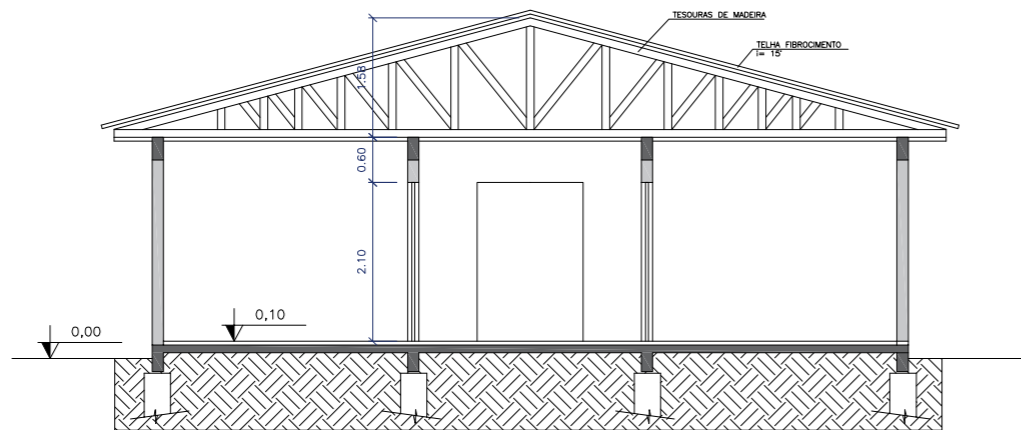 TESOURAS DE MADEIRA
TELHA FIBROCIMENTO
i= 15°
1.58
0.60
2.10
0,10
0,00